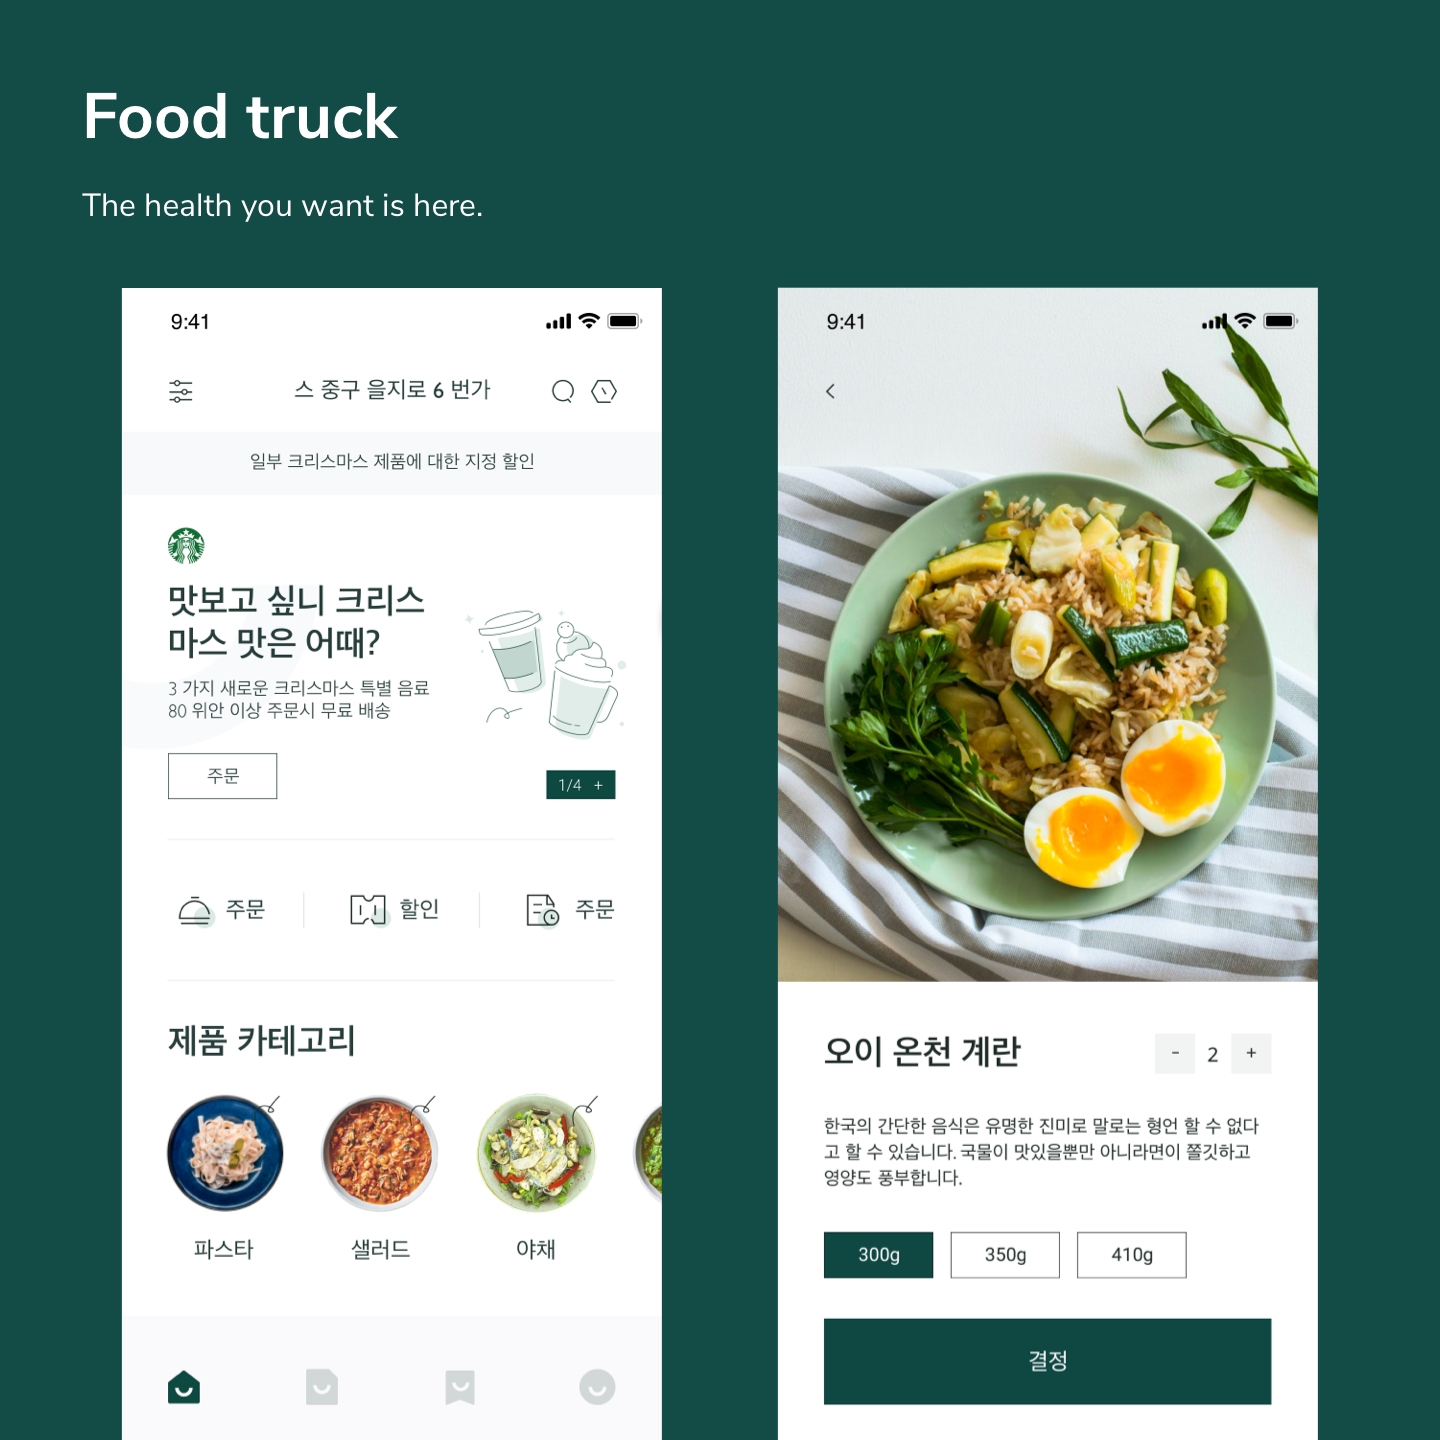 Food truck
The health you want is here.
9:41
스 중구 을지로 6 번가
일부 크리스마스 제품에 대한 지정 할인
맛보고 싶니 크리스
마스 맛은 어때?
3 가지 새로운 크리스마스 특별 음료
80 위안 이상 주문시 무료 배송
주문
1/4 +
주문
할인
주문
제품 카테고리
파스타
샐러드
야채
9:41
오이 온천 계란
- 2 +
한국의 간단한 음식은 유명한 진미로 말로는 형언 할 수 없다
고 할 수 있습니다. 국물이 맛있을뿐만 아니라면이 쫄깃하고
영양도 풍부합니다.
300g
350g
410g
결정